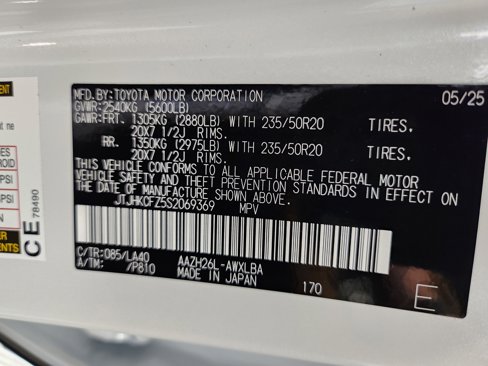 MFD.BY:TOYOTA MOTOR CORPORATION 05/25
GVWR:2540KG (5600LB)
GAWR:FRT. 1305KG (2880LB) WITH 235/50R20 TIRES,
20X7 1/2J RIMS.
RR. 1350KG (2975LB) WITH 235/50R20 TIRES,
20X7 1/2J RIMS.
THIS VEHICLE CONFORMS TO ALL APPLICABLE FEDERAL MOTOR
VEHICLE SAFETY AND THEFT PREVENTION STANDARDS IN EFFECT ON
THE DATE OF MANUFACTURE SHOWN ABOVE.
JTJHKCFZ5S2069369 MPV
C/TR:085/LA40 AAZH26L-AWXLBA
A/TM: /P810 MADE IN JAPAN 170
E
CE 78490
PSI
PSI